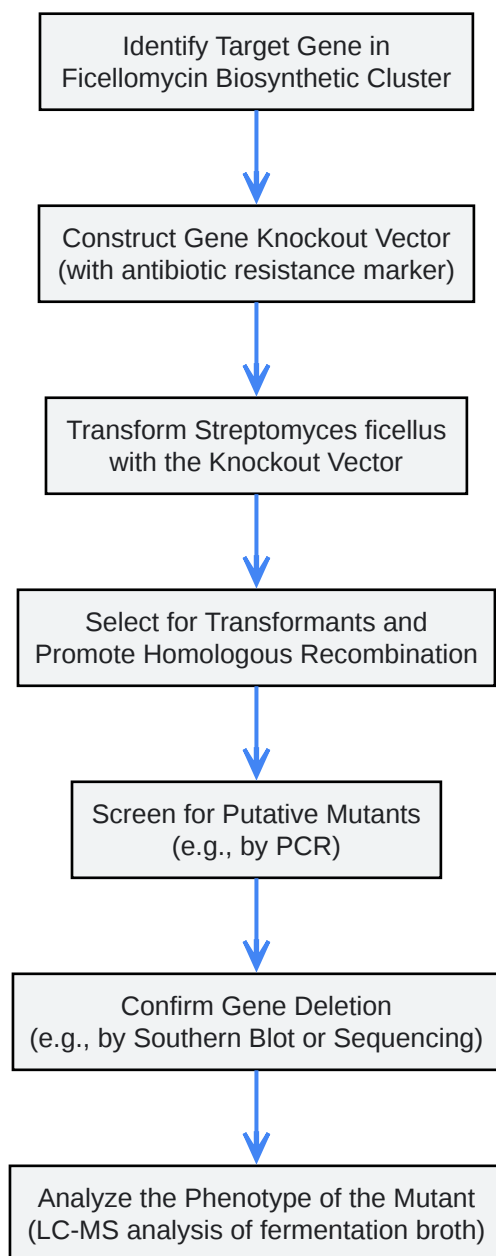 Identify Target Gene in
Ficellomycin Biosynthetic Cluster
Construct Gene Knockout Vector
(with antibiotic resistance marker)
Transform Streptomyces ficellus
with the Knockout Vector
Select for Transformants and
Promote Homologous Recombination
Screen for Putative Mutants
(e.g., by PCR)
Confirm Gene Deletion
(e.g., by Southern Blot or Sequencing)
Analyze the Phenotype of the Mutant
(LC-MS analysis of fermentation broth)